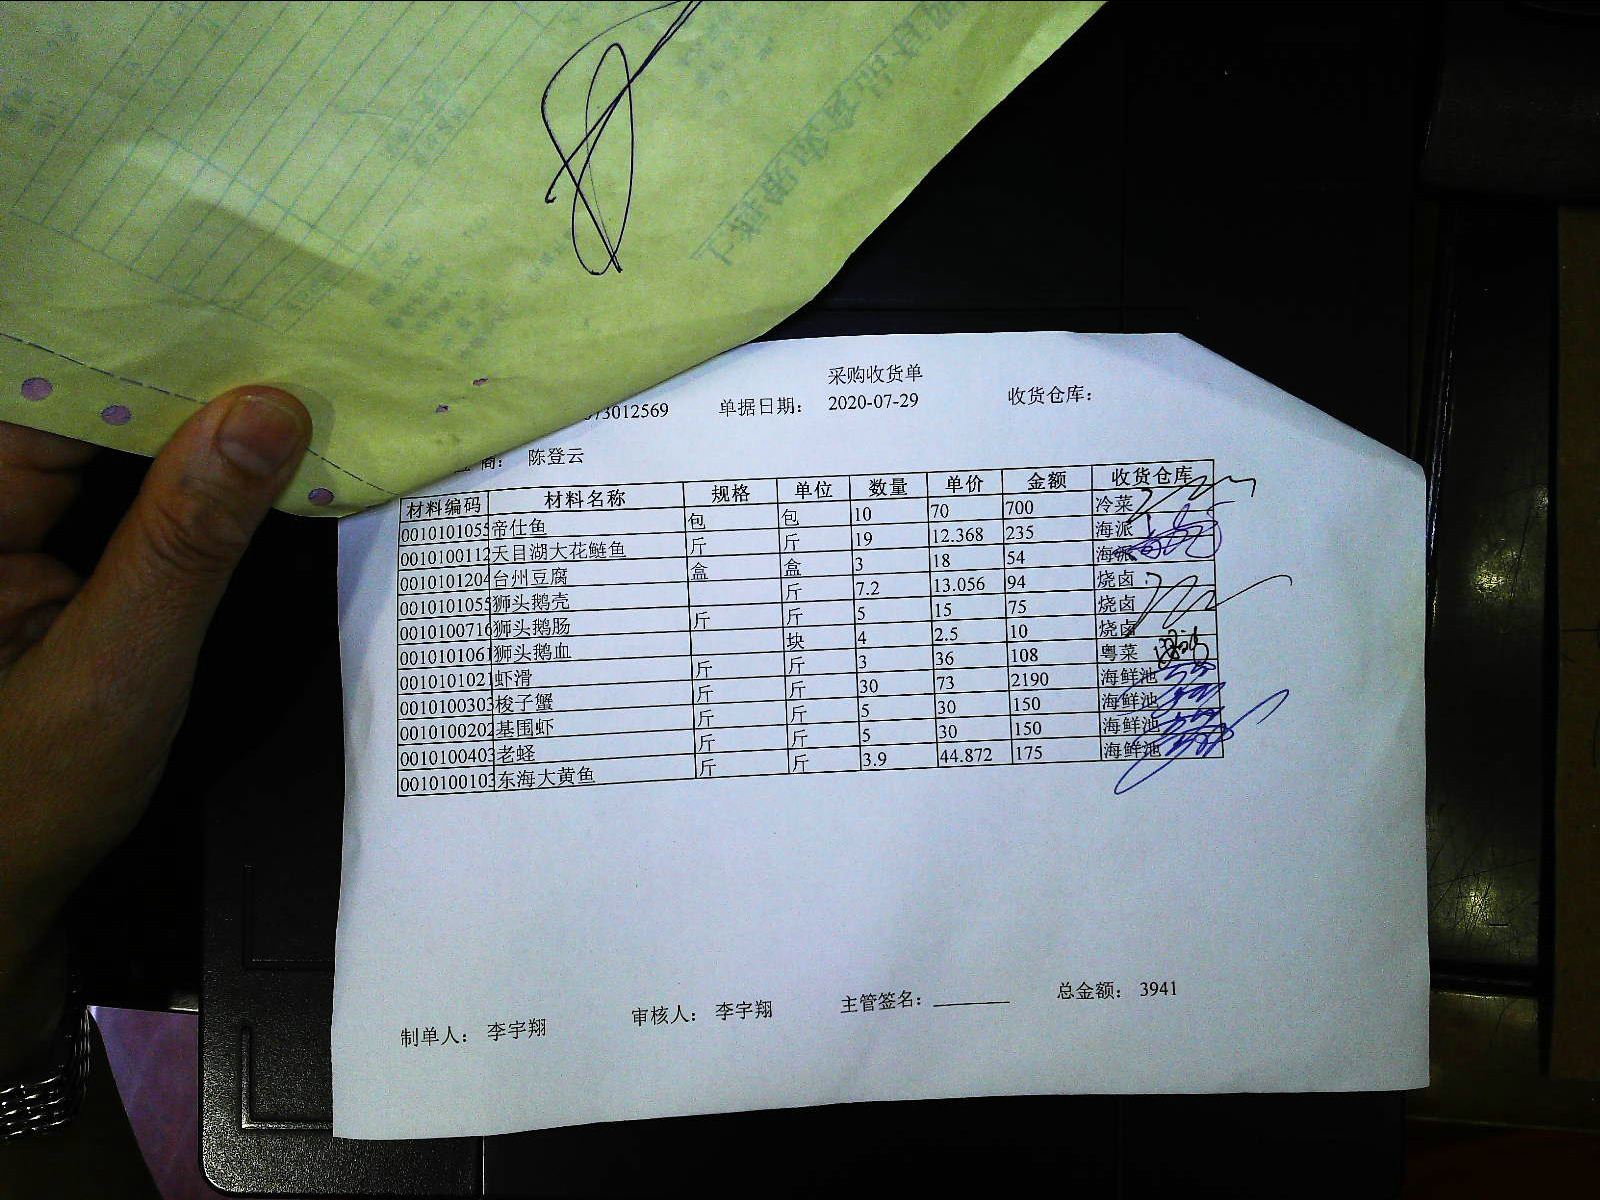 采购收货单
73012569 单据日期： 2020-07-29 收货仓库：
商： 陈登云
材料编码 材料名称 规格 单位 数量 单价 金额 收货仓库
0010101055 帝仕鱼 包 包 10 70 700 冷菜
0010100112 天目湖大花鲢鱼 斤 斤 19 12.368 235 海派
0010101204 台州豆腐 盒 盒 3 18 54 海派
0010101055 狮头鹅壳 斤 7.2 13.056 94 烧卤
0010100716 狮头鹅肠 斤 斤 5 15 75 烧卤
0010101061 狮头鹅血 块 4 2.5 10 烧卤
0010101021 虾滑 斤 斤 3 36 108 粤菜
0010100303 梭子蟹 斤 斤 30 73 2190 海鲜池
0010100202 基围虾 斤 斤 5 30 150 海鲜池
0010100403 老蛏 斤 斤 5 30 150 海鲜池
0010100103 东海大黄鱼 斤 斤 3.9 44.872 175 海鲜池
制单人： 李宇翔 审核人： 李宇翔 主管签名： 总金额： 3941